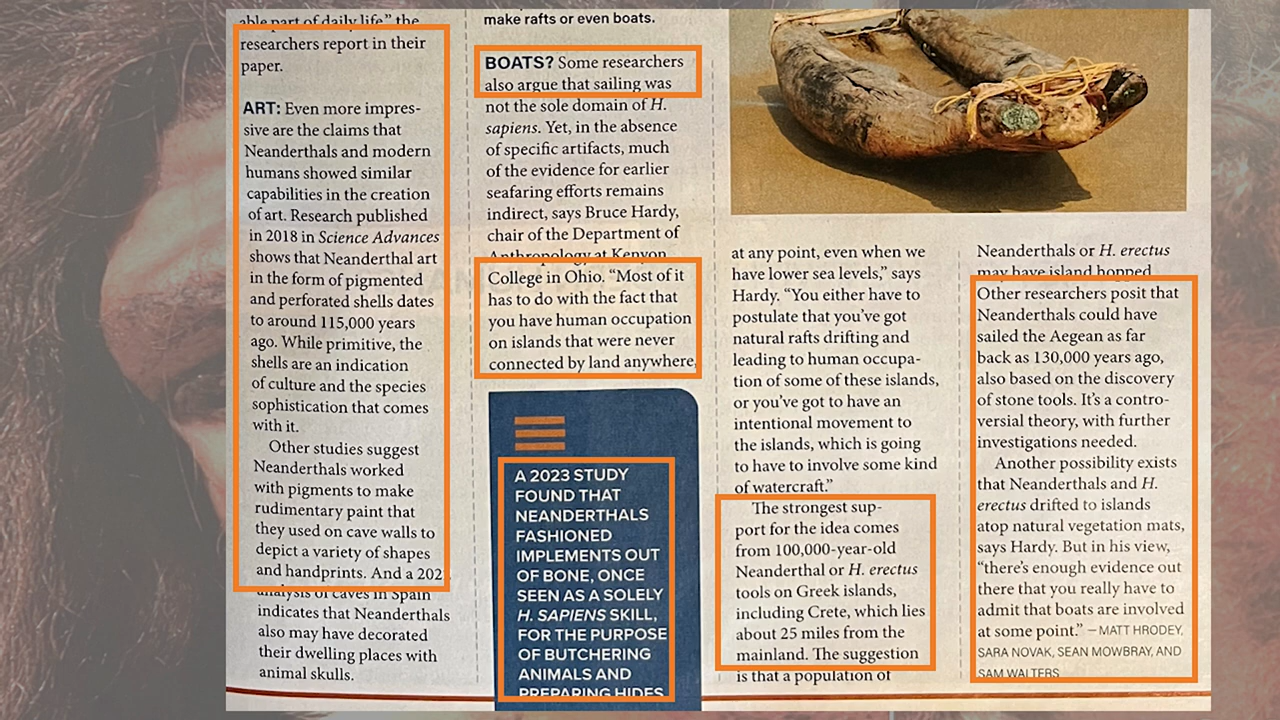 able part of daily life," the
researchers report in their
paper.
ART: Even more impres-
sive are the claims that
Neanderthals and modern
humans showed similar
capabilities in the creation
of art. Research published
in 2018 in Science Advances
shows that Neanderthal art
in the form of pigmented
and perforated shells dates
to around 115,000 years
ago. While primitive, the
shells are an indication
of culture and the species
sophistication that comes
with it.
Other studies suggest
Neanderthals worked
with pigments to make
rudimentary paint that
they used on cave walls to
depict a variety of shapes
and handprints. And a 202
analysis of caves in Spain
indicates that Neanderthals
also may have decorated
their dwelling places with
animal skulls.
make rafts or even boats.
BOATS? Some researchers
also argue that sailing was
not the sole domain of H.
sapiens. Yet, in the absence
of specific artifacts, much
of the evidence for earlier
seafaring efforts remains
indirect, says Bruce Hardy,
chair of the Department of
Anthropology at Kenyon
College in Ohio. "Most of it
has to do with the fact that
you have human occupation
on islands that were never
connected by land anywhere,
A 2023 STUDY
FOUND THAT
NEANDERTHALS
FASHIONED
IMPLEMENTS OUT
OF BONE, ONCE
SEEN AS A SOLELY
H. SAPIENS SKILL,
FOR THE PURPOSE
OF BUTCHERING
ANIMALS AND
PREPARING HIDES
at any point, even when we
have lower sea levels," says
Hardy. "You either have to
postulate that you've got
natural rafts drifting and
leading to human occupa-
tion of some of these islands,
or you've got to have an
intentional movement to
the islands, which is going
to have to involve some kind
of watercraft."
The strongest sup-
port for the idea comes
from 100,000-year-old
Neanderthal or H. erectus
tools on Greek islands,
including Crete, which lies
about 25 miles from the
mainland. The suggestion
is that a population of
Neanderthals or H. erectus
may have island hopped
Other researchers posit that
Neanderthals could have
sailed the Aegean as far
back as 130,000 years ago,
also based on the discovery
of stone tools. It's a contro-
versial theory, with further
investigations needed.
Another possibility exists
that Neanderthals and H.
erectus drifted to islands
atop natural vegetation mats,
says Hardy. But in his view,
"there's enough evidence out
there that you really have to
admit that boats are involved
at some point." — MATT HRODEY,
SARA NOVAK, SEAN MOWBRAY, AND
SAM WALTERS